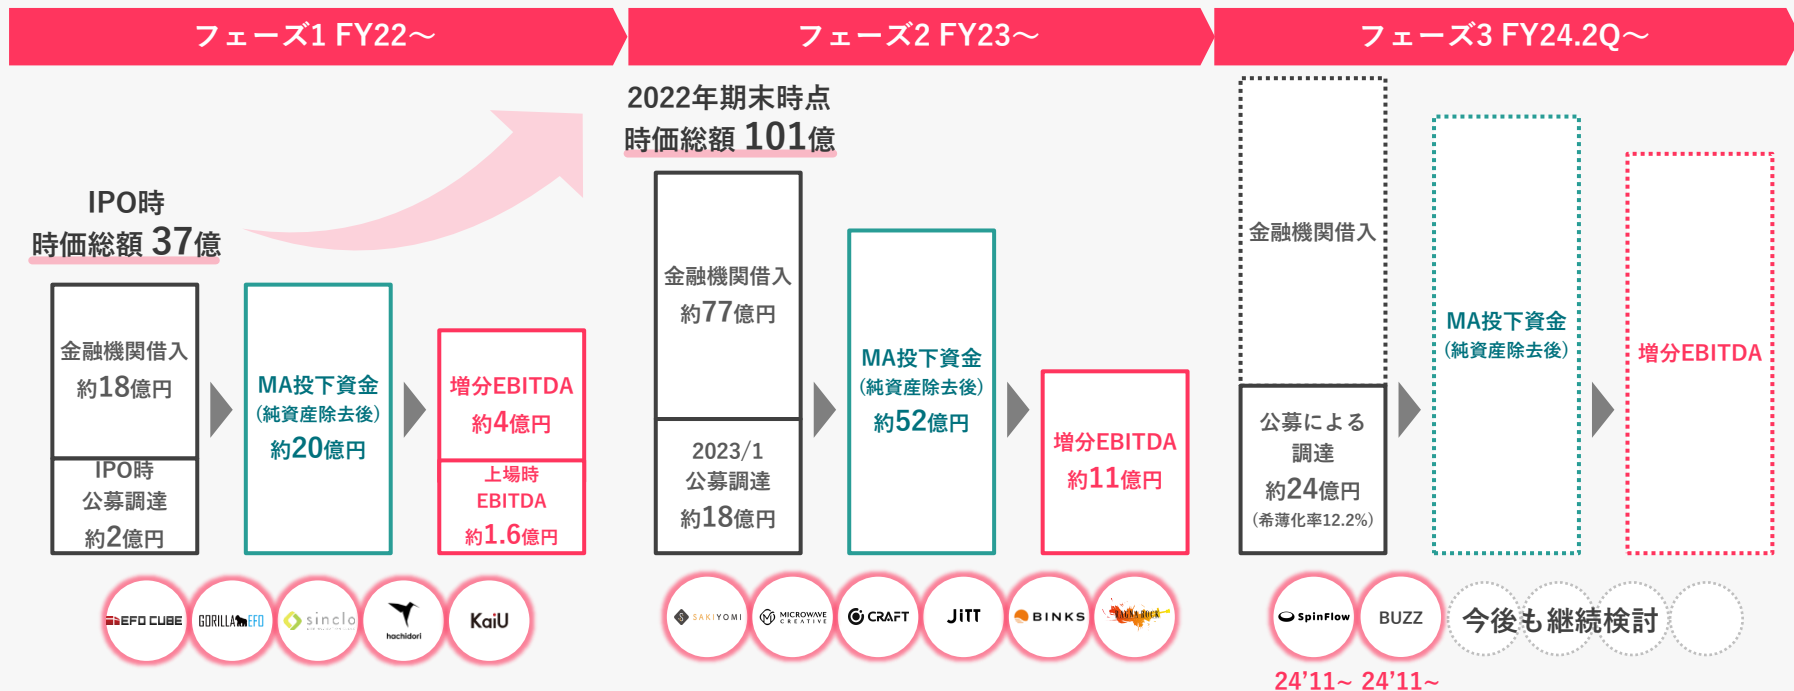 フェーズ1 FY22～
フェーズ2 FY23～
フェーズ3 FY24.2Q～
IPO時
時価総額 37億
金融機関借入
約18億円
IPO時
公募調達
約2億円
MA投下資金
(純資産除去後)
約20億円
増分EBITDA
約4億円
上場時
EBITDA
約1.6億円
EFO CUBE
GORILLA EFO
sinclo
hachidori
KaiU
2022年期末時点
時価総額 101億
金融機関借入
約77億円
2023/1
公募調達
約18億円
MA投下資金
(純資産除去後)
約52億円
増分EBITDA
約11億円
SAKIYOMI
MICROWAVE
CREATIVE
CRAFT
JiTT
BINKS
金融機関借入
公募による
調達
約24億円
(希薄化率12.2%)
MA投下資金
(純資産除去後)
増分EBITDA
SpinFlow
BUZZ
今後も継続検討
24'11~
24'11~